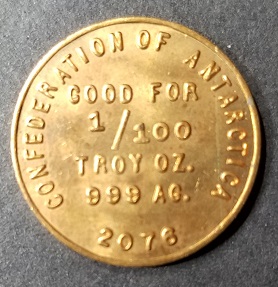 CONFEDERATION OF ANTARCTICA
GOOD FOR
1/100
TROY OZ.
999 AG.
2076